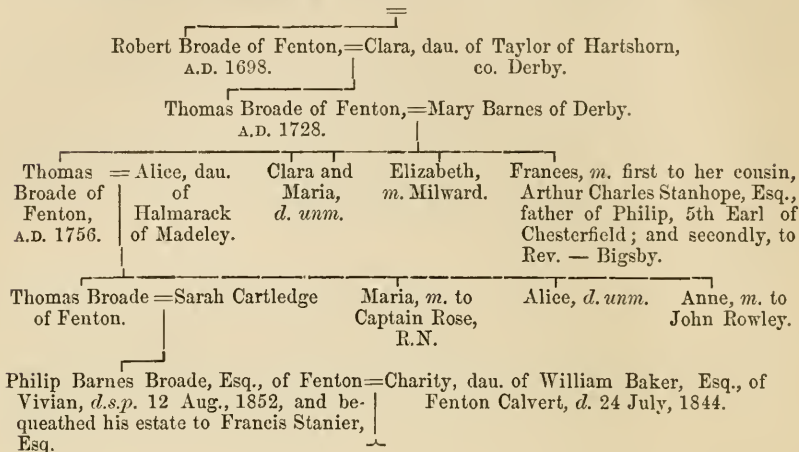 Robert Broade of Fenton,=Clara, dau. of Taylor of Hartshorn,
A.D. 1698. co. Derby.
Thomas Broade of Fenton,=Mary Barnes of Derby.
A.D. 1728.
Thomas = Alice, dau. Clara and Elizabeth, Frances, m. first to her cousin,
Broade of of Maria, m. Milward. Arthur Charles Stanhope, Esq.,
Fenton, Halmarack d. unm. father of Philip, 5th Earl of
A.D. 1756. of Madeley. Chesterfield; and secondly, to
Rev. — Bigsby.
Thomas Broade=Sarah Cartledge Maria, m. to Alice, d. unm. Anne, m. to
of Fenton. Captain Rose, John Rowley.
R.N.
Philip Barnes Broade, Esq., of Fenton=Charity, dau. of William Baker, Esq., of
Vivian, d.s.p. 12 Aug., 1852, and be- Fenton Calvert, d. 24 July, 1844.
queathed his estate to Francis Stanier,
Esq.